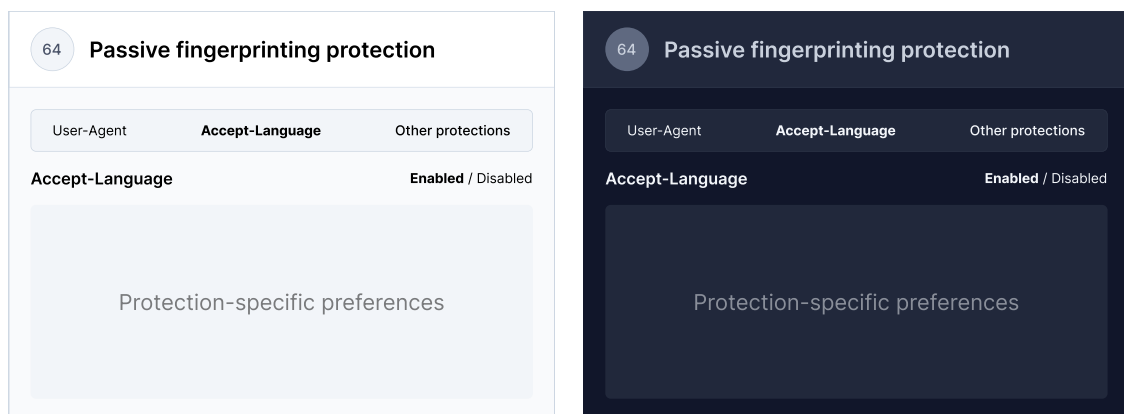 64 Passive fingerprinting protection
User-Agent Accept-Language Other protections
Accept-Language Enabled / Disabled
Protection-specific preferences
64 Passive fingerprinting protection
User-Agent Accept-Language Other protections
Accept-Language Enabled / Disabled
Protection-specific preferences